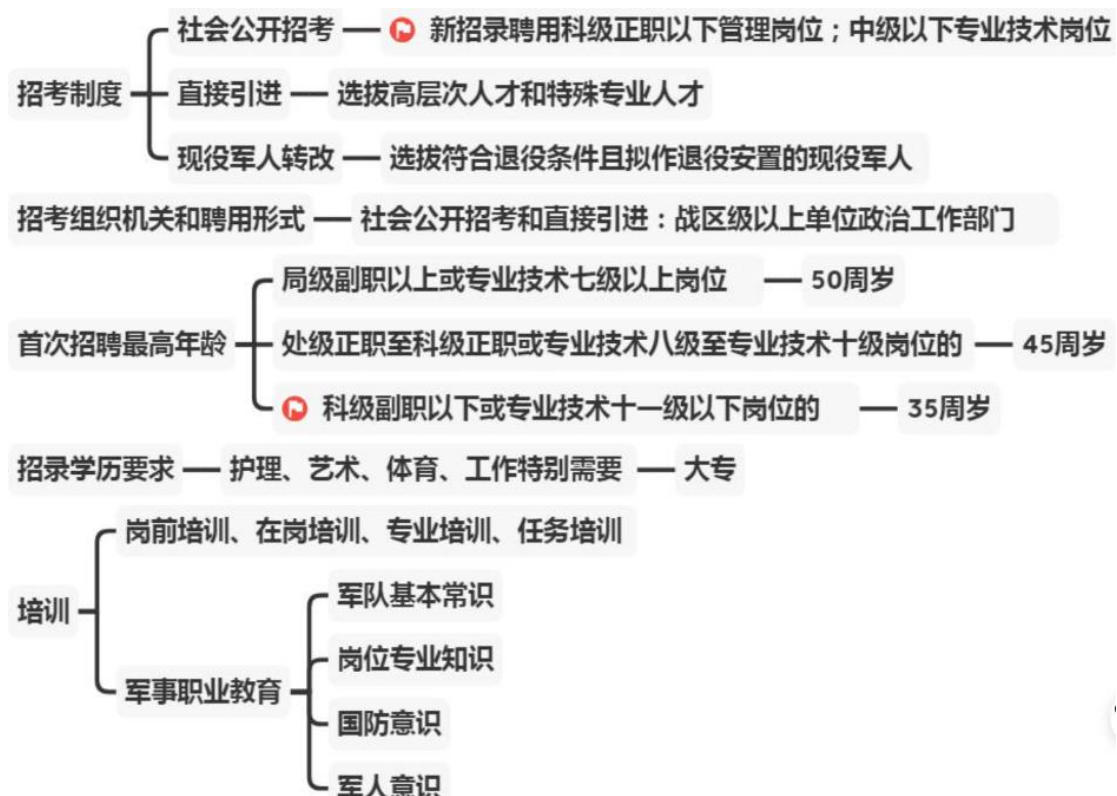 社会公开招考 新招录聘用科级正职以下管理岗位；中级以下专业技术岗位
招考制度 直接引进 选拔高层次人才和特殊专业人才
现役军人转改 选拔符合退役条件且拟作退役安置的现役军人
招考组织机关和聘用形式 社会公开招考和直接引进：战区级以上单位政治工作部门
局级副职以上或专业技术七级以上岗位 50周岁
首次招聘最高年龄 处级正职至科级正职或专业技术八级至专业技术十级岗位的 45周岁
科级副职以下或专业技术十一级以下岗位的 35周岁
招录学历要求 护理、艺术、体育、工作特别需要 大专
岗前培训、在岗培训、专业培训、任务培训
培训
军事职业教育
军队基本常识
岗位专业知识
国防意识
军人意识